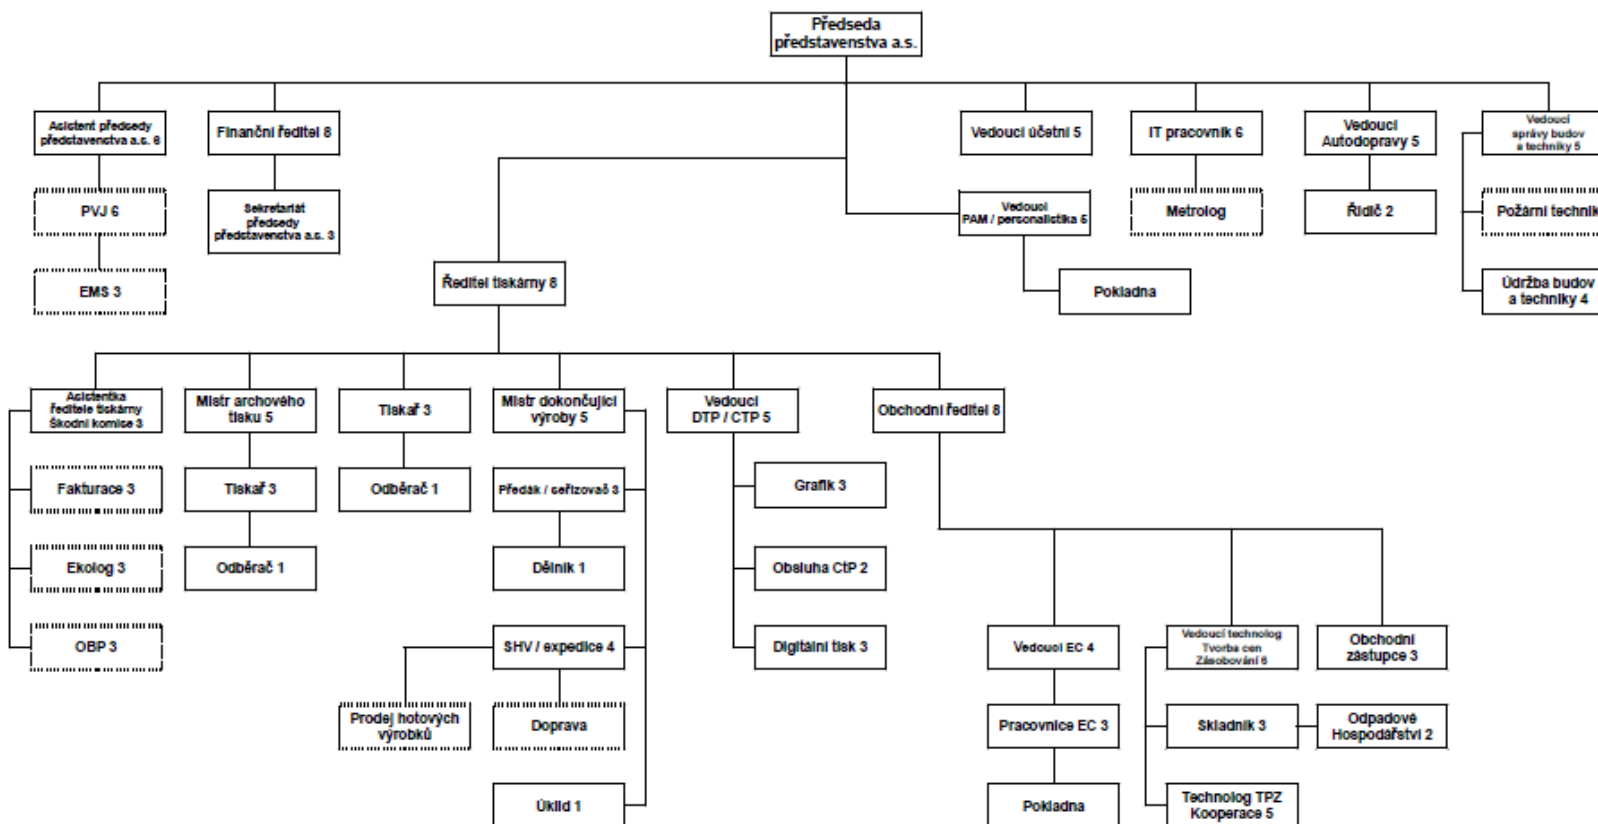 Předseda
představenstva a.s.
Asistent předsedy
představenstva a.s. 6
Finanční ředitel 8
Vedoucí účetní 5
IT pracovník 6
Vedoucí
Autodopravy 5
Vedoucí
správy budov
a techniky 5
PVJ 6
Sekretariát
předsedy
představenstva a.s. 3
Vedoucí
PAM / personalistika 5
Metrolog
Řidič 2
Požární technik
EMS 3
Ředitel tiskárny 8
Pokladna
Údržba budov
a techniky 4
Asistentka
ředitele tiskárny
Škodní komise 3
Mistr archového
tisku 5
Tiskař 3
Mistr dokončující
výroby 5
Vedoucí
DTP / CTP 5
Obchodní ředitel 8
Fakturace 3
Tiskař 3
Odběrač 1
Předák / seřizovač 3
Grafik 3
Ekolog 3
Odběrač 1
Dělník 1
Obsluha CtP 2
OBP 3
SHV / expedice 4
Digitální tisk 3
Vedoucí EC 4
Vedoucí technolog
Tvorba cen
Zásobování 6
Obchodní
zástupce 3
Prodej hotových
výrobků
Doprava
Pracovnice EC 3
Skladník 3
Odpadové
Hospodářství 2
Úklid 1
Pokladna
Technolog TPZ
Kooperace 5